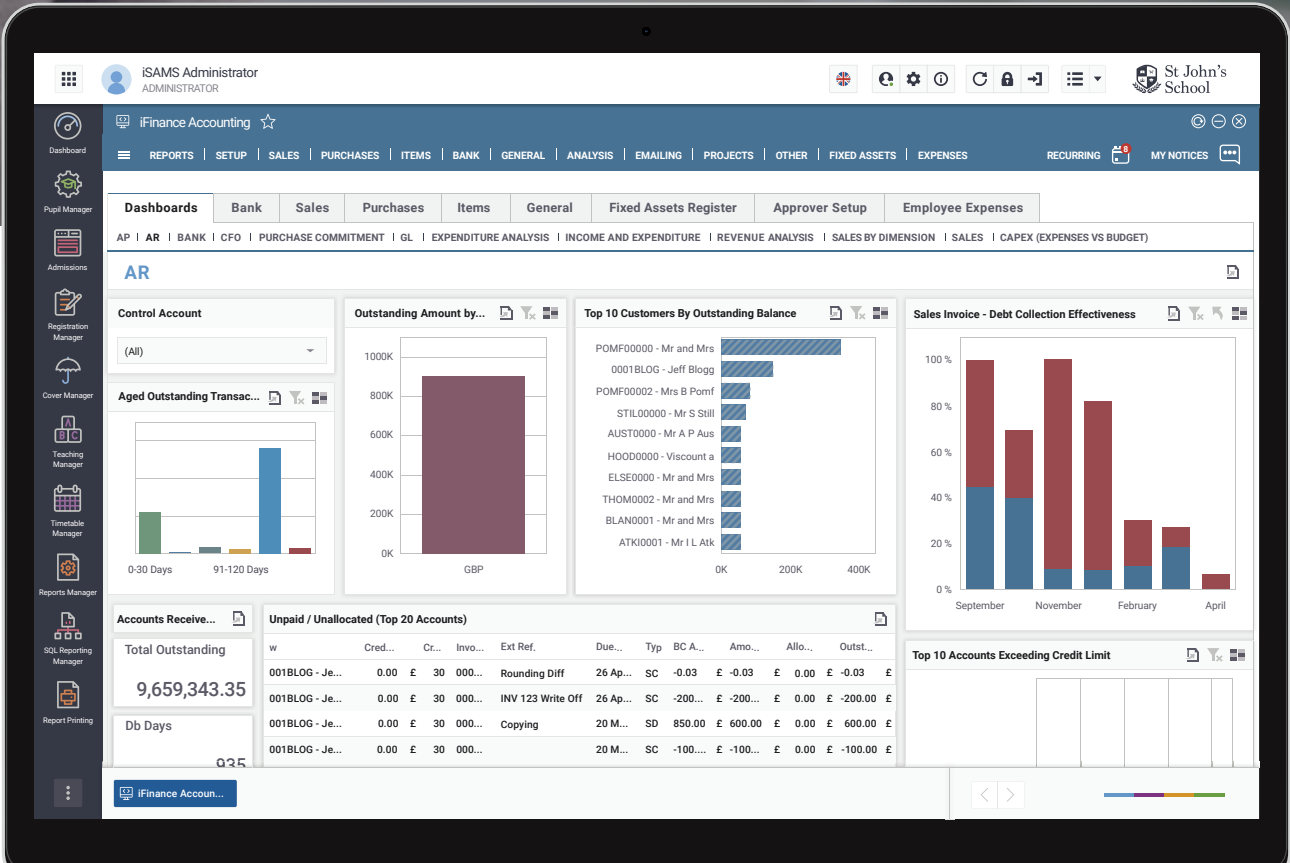 iSAMS Administrator
ADMINISTRATOR
St John's
School
Dashboard
Pupil Manager
Admissions
Registration
Manager
Cover Manager
A
B C
Teaching
Manager
Timetable
Manager
Reports Manager
SQL Reporting
Manager
Report Printing
iFinance Accounting
REPORTS SETUP SALES PURCHASES ITEMS BANK GENERAL ANALYSIS EMAILING PROJECTS OTHER FIXED ASSETS EXPENSES RECURRING 8 MY NOTICES
Dashboards Bank Sales Purchases Items General Fixed Assets Register Approver Setup Employee Expenses
AP AR BANK CFO PURCHASE COMMITMENT GL EXPENDITURE ANALYSIS INCOME AND EXPENDITURE REVENUE ANALYSIS SALES BY DIMENSION SALES CAPEX (EXPENSES VS BUDGET)
AR
Control Account
(All)
Aged Outstanding Transac...
0-30 Days 91-120 Days
Outstanding Amount by...
1000K
800K
600K
400K
200K
0K
GBP
Top 10 Customers By Outstanding Balance
POMF00000 - Mr and Mrs
0001BLOG - Jeff Blogg
POMF00002 - Mrs B Pomf
STIL00000 - Mr S Still
AUST0000 - Mr A P Aus
HOOD0000 - Viscount a
ELSE0000 - Mr and Mrs
THOM0002 - Mr and Mrs
BLAN0001 - Mr and Mrs
ATKI0001 - Mr I L Atk
0K 200K 400K
Sales Invoice - Debt Collection Effectiveness
100 %
80 %
60 %
40 %
20 %
0 %
September November February April
Accounts Receive...
Total Outstanding
9,659,343.35
Db Days
935
Unpaid / Unallocated (Top 20 Accounts)
w Cred... Cr... Invo... Ext Ref. Due... Typ BC A... Amo... Allo... Outst...
001BLOG - Je... 0.00 £ 30 000... Rounding Diff 26 Ap... SC -0.03 £ -0.03 £ 0.00 £ -0.03 £
001BLOG - Je... 0.00 £ 30 000... INV 123 Write Off 26 Ap... SC -200... £ -200... £ 0.00 £ -200.00 £
001BLOG - Je... 0.00 £ 30 000... Copying 20 M... SD 850.00 £ 600.00 £ 0.00 £ 600.00 £
001BLOG - Je... 0.00 £ 30 000... 20 M... SC -100.... £ -100... £ 0.00 £ -100.00 £
Top 10 Accounts Exceeding Credit Limit
iFinance Accoun...